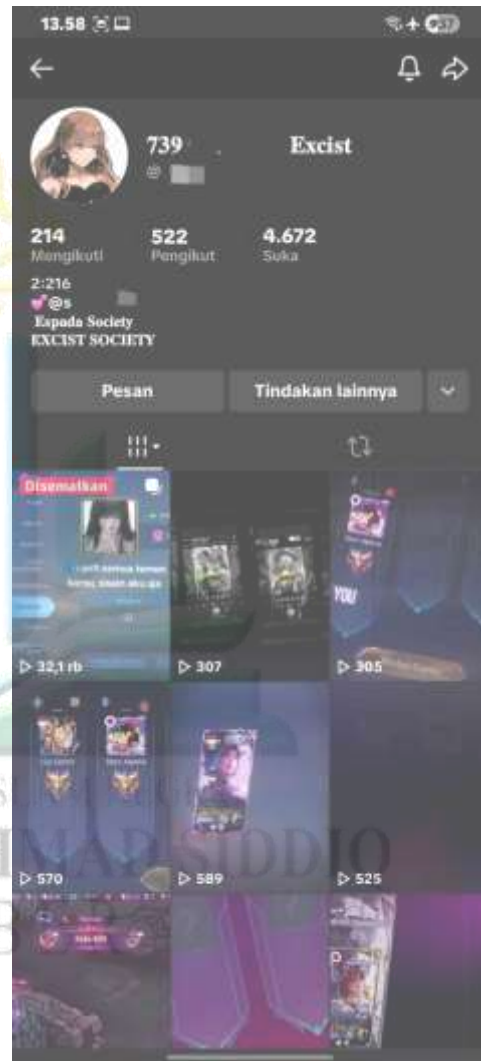 13.58
739 . Excist
@
214 522 4.672
Mengikuti Pengikut Suka
2:216
💕@s
Espada Society
EXCIST SOCIETY
Pesan Tindakan lainnya
Disematkan
YOU
32,1 rb 307 305
570 589 525